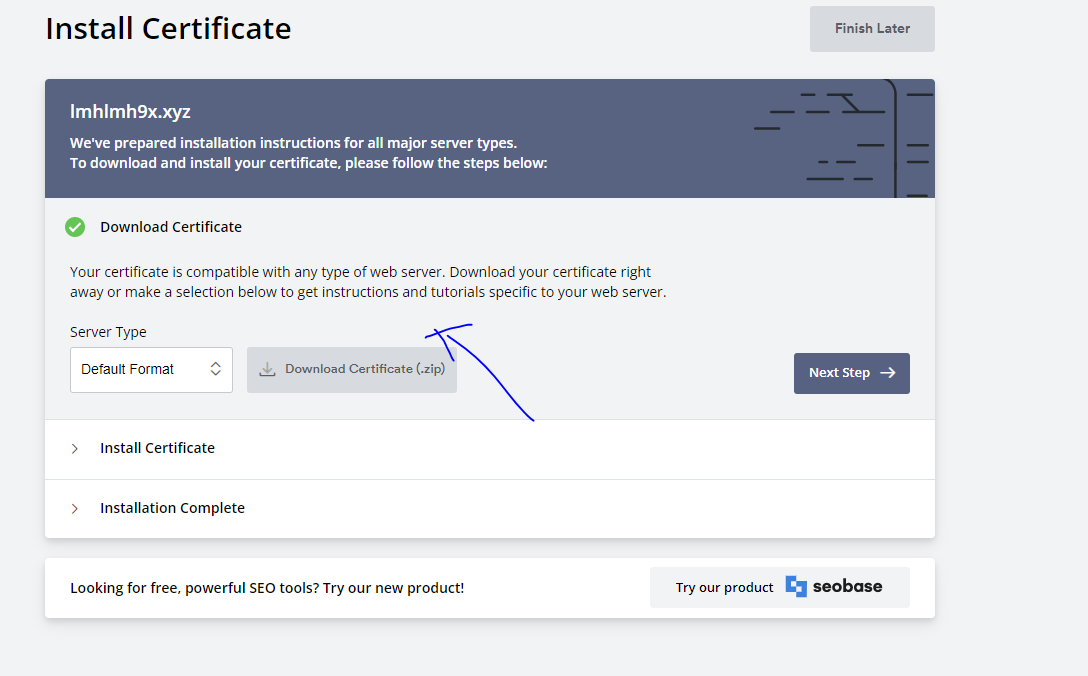 Install Certificate
Finish Later
lmhlmh9x.xyz
We've prepared installation instructions for all major server types.
To download and install your certificate, please follow the steps below:
Download Certificate
Your certificate is compatible with any type of web server. Download your certificate right
away or make a selection below to get instructions and tutorials specific to your web server.
Server Type
Default Format
Download Certificate (.zip)
Next Step
Install Certificate
Installation Complete
Looking for free, powerful SEO tools? Try our new product!
Try our product seobase